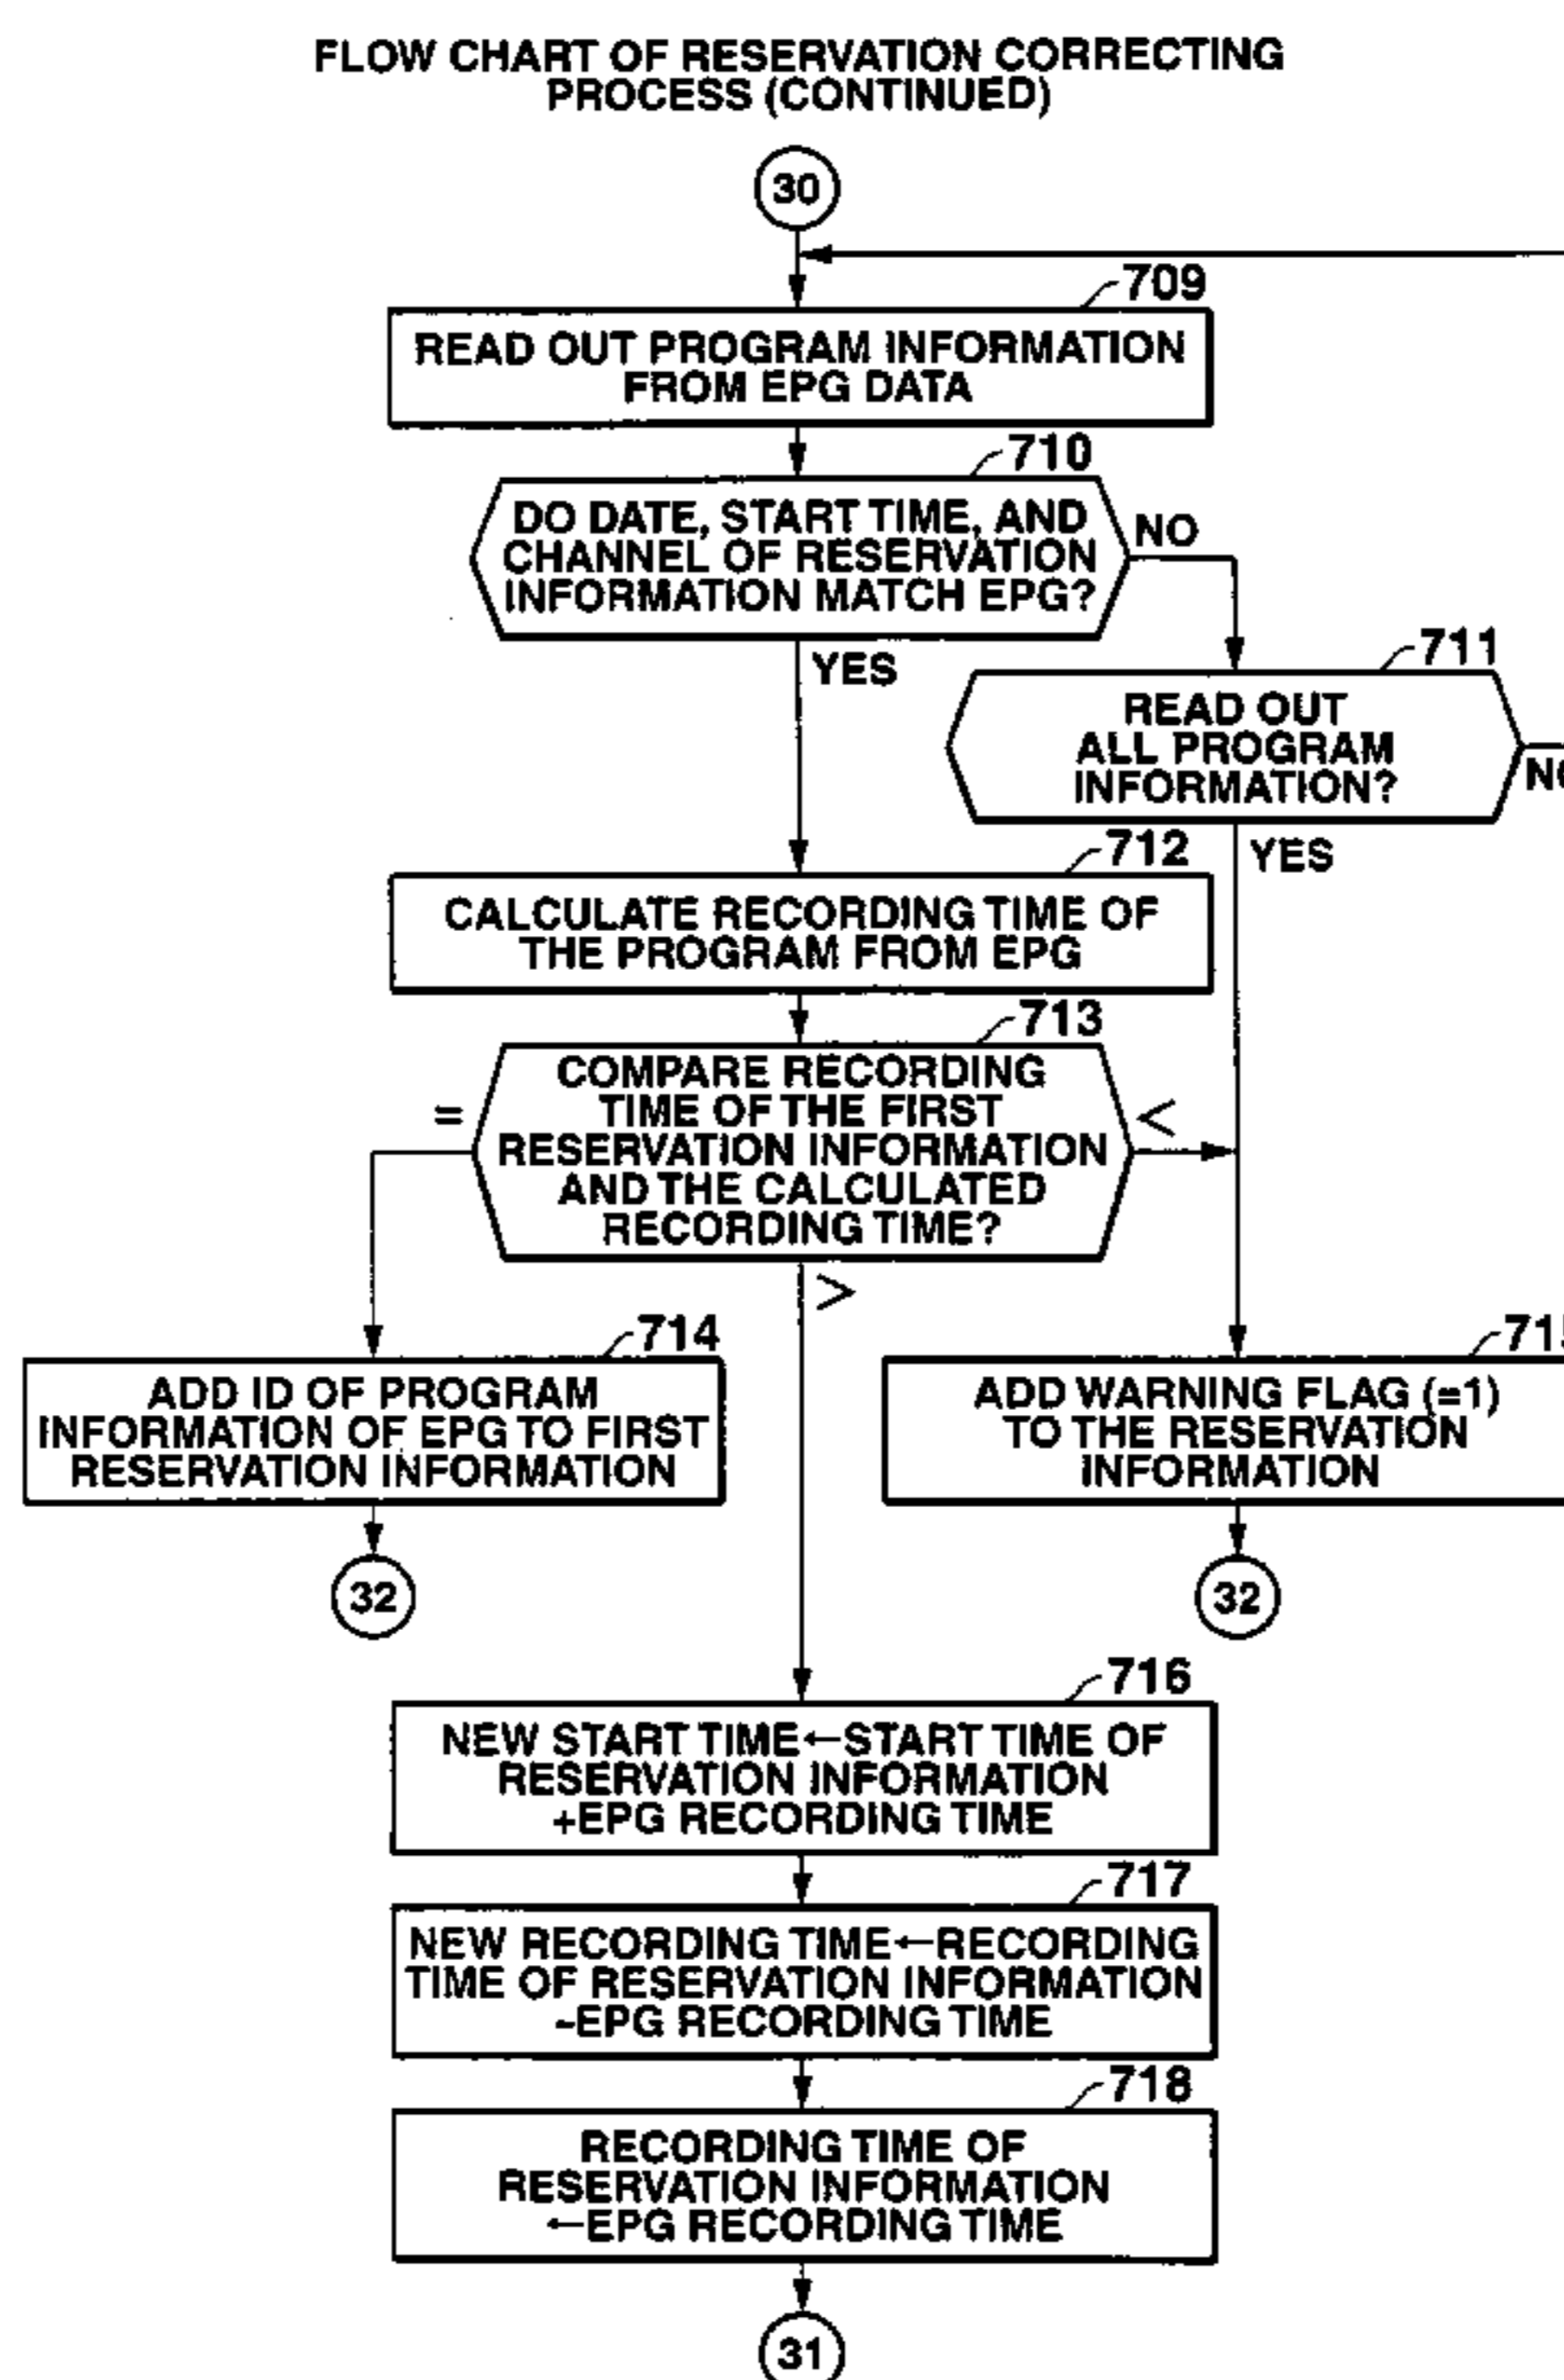 FLOW CHART OF RESERVATION CORRECTING
PROCESS (CONTINUED)
30
709
READ OUT PROGRAM INFORMATION
FROM EPG DATA
710
DO DATE, START TIME, AND
CHANNEL OF RESERVATION
INFORMATION MATCH EPG?
NO
YES
711
READ OUT
ALL PROGRAM
INFORMATION?
NO
YES
712
CALCULATE RECORDING TIME OF
THE PROGRAM FROM EPG
713
COMPARE RECORDING
TIME OF THE FIRST
RESERVATION INFORMATION
AND THE CALCULATED
RECORDING TIME?
=
<
>
714
ADD ID OF PROGRAM
INFORMATION OF EPG TO FIRST
RESERVATION INFORMATION
32
715
ADD WARNING FLAG (=1)
TO THE RESERVATION
INFORMATION
32
716
NEW START TIME←START TIME OF
RESERVATION INFORMATION
+EPG RECORDING TIME
717
NEW RECORDING TIME←RECORDING
TIME OF RESERVATION INFORMATION
-EPG RECORDING TIME
718
RECORDING TIME OF
RESERVATION INFORMATION
←EPG RECORDING TIME
31